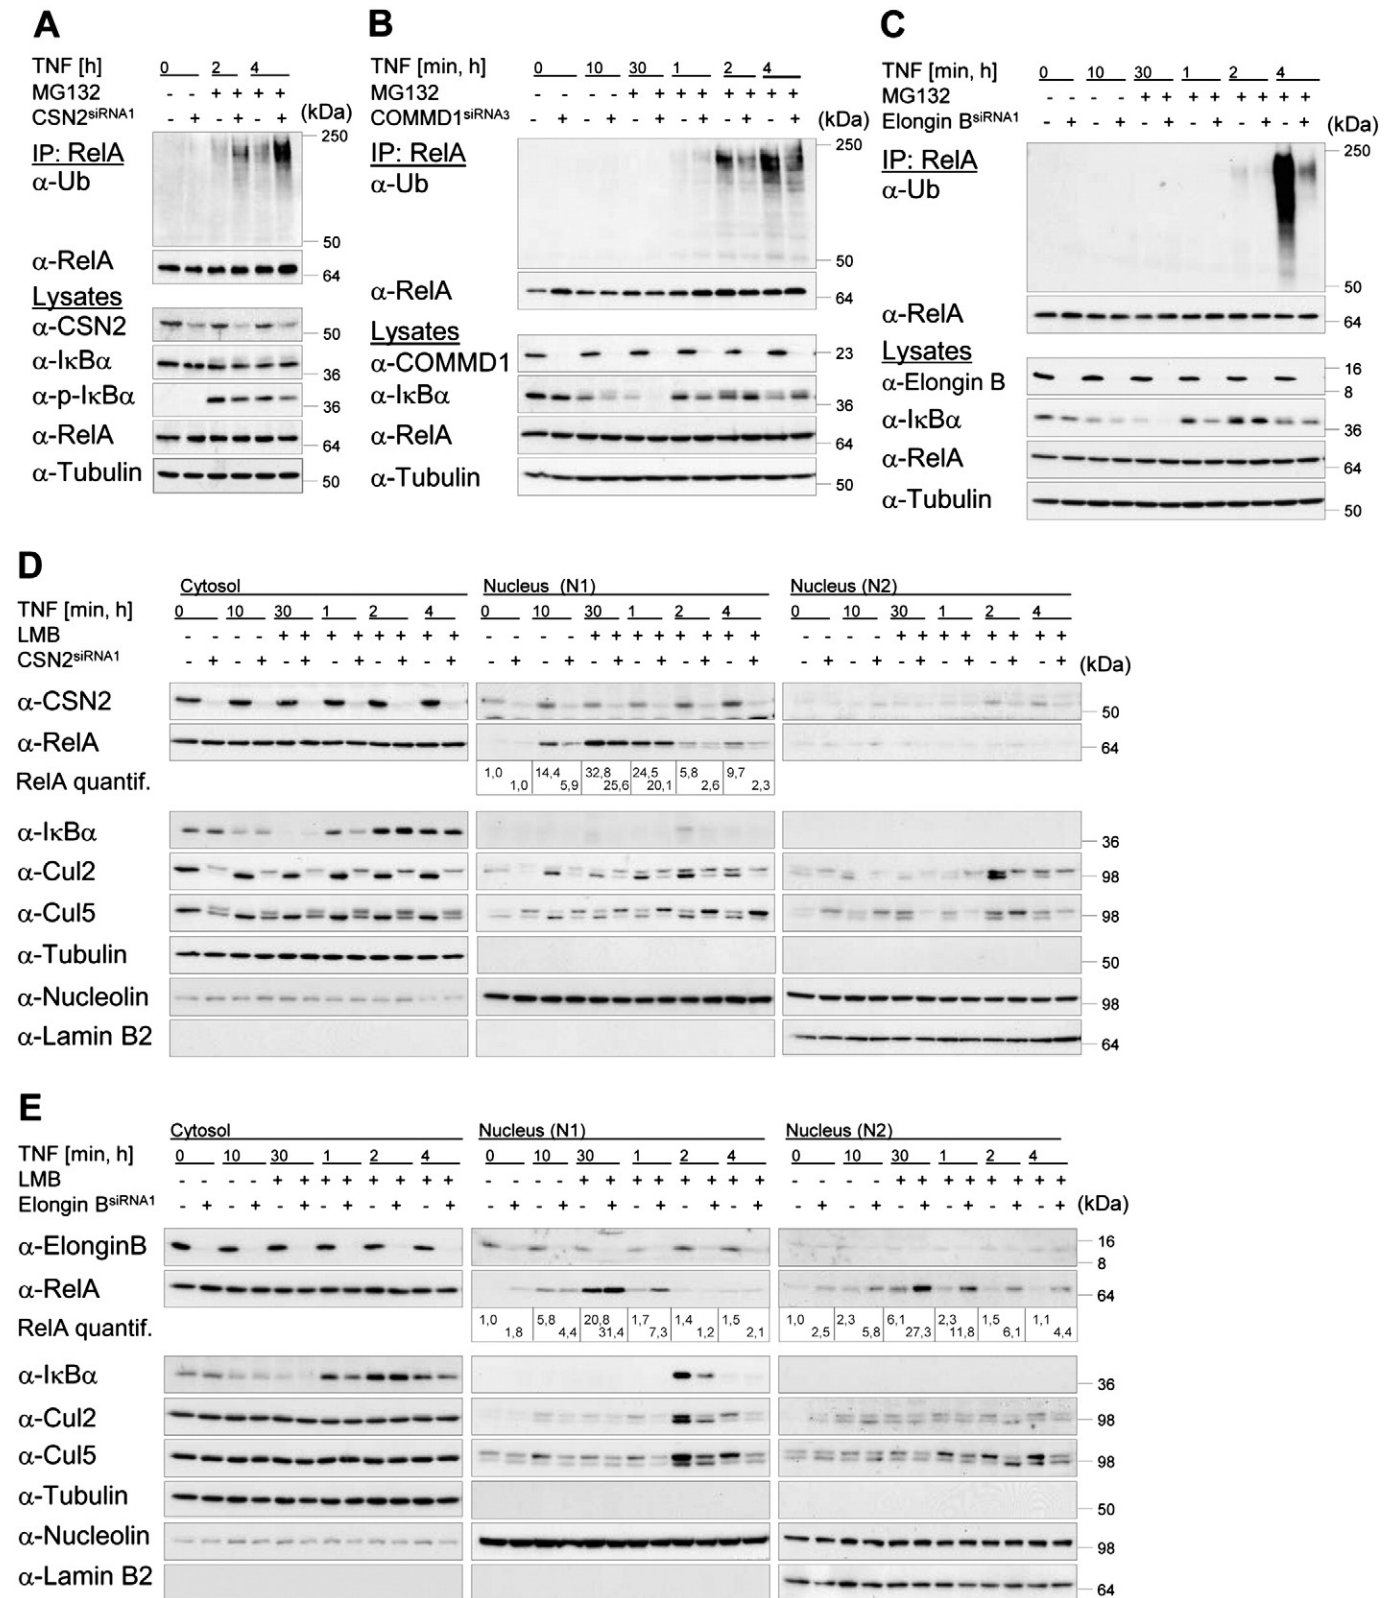 A
TNF [h] 0 2 4
MG132 - - + + + +
CSN2siRNA1 - + - + - + (kDa)
IP: RelA 250
α-Ub
50
α-RelA 64
Lysates
α-CSN2 50
α-IκBα 36
α-p-IκBα 36
α-RelA 64
α-Tubulin 50
B
TNF [min, h] 0 10 30 1 2 4
MG132 - - - - + + + + + + + +
COMMD1siRNA3 - + - + - + - + - + - + (kDa)
IP: RelA 250
α-Ub
50
α-RelA 64
Lysates
α-COMMD1 23
α-IκBα 36
α-RelA 64
α-Tubulin 50
C
TNF [min, h] 0 10 30 1 2 4
MG132 - - - - + + + + + + + +
Elongin BsiRNA1 - + - + - + - + - + - + (kDa)
IP: RelA 250
α-Ub
50
α-RelA 64
Lysates
α-Elongin B 16
8
α-IκBα 36
α-RelA 64
α-Tubulin 50
D
Cytosol Nucleus (N1) Nucleus (N2)
TNF [min, h] 0 10 30 1 2 4 0 10 30 1 2 4 0 10 30 1 2 4
LMB - - - - + + + + + + + + - - - - + + + + + + + + - - - - + + + + + + + +
CSN2siRNA1 - + - + - + - + - + - + - + - + - + - + - + - + - + - + - + - + - + - + (kDa)
α-CSN2 50
α-RelA 64
RelA quantif. 1,0 1,0 14,4 5,9 32,8 25,6 24,5 20,1 5,8 2,6 9,7 2,3
α-IκBα 36
α-Cul2 98
α-Cul5 98
α-Tubulin 50
α-Nucleolin 98
α-Lamin B2 64
E
Cytosol Nucleus (N1) Nucleus (N2)
TNF [min, h] 0 10 30 1 2 4 0 10 30 1 2 4 0 10 30 1 2 4
LMB - - - - + + + + + + + + - - - - + + + + + + + + - - - - + + + + + + + +
Elongin BsiRNA1 - + - + - + - + - + - + - + - + - + - + - + - + - + - + - + - + - + - + (kDa)
α-ElonginB 16
8
α-RelA 64
RelA quantif. 1,0 1,8 5,8 4,4 20,8 31,4 1,7 7,3 1,4 1,2 1,5 2,1 1,0 2,5 2,3 5,8 6,1 27,3 2,3 11,8 1,5 6,1 1,1 4,4
α-IκBα 36
α-Cul2 98
α-Cul5 98
α-Tubulin 50
α-Nucleolin 98
α-Lamin B2 64